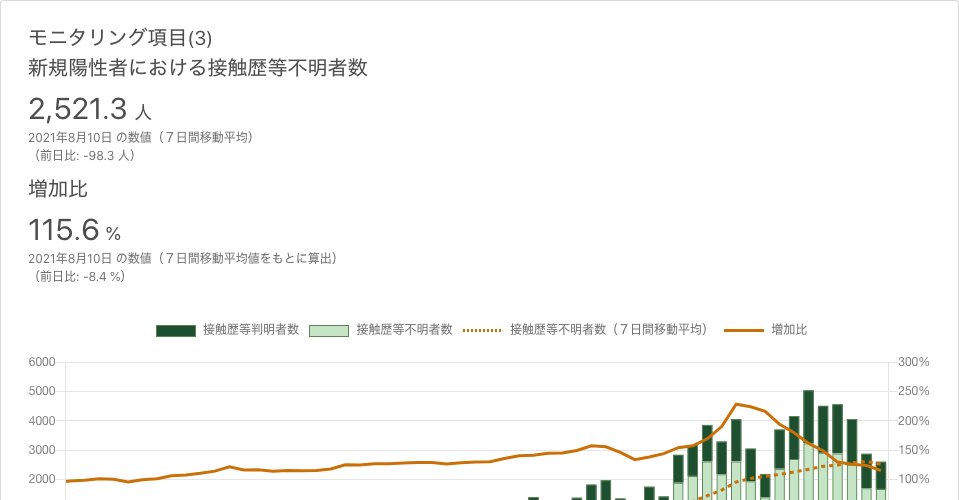 モニタリング項目(3)
新規陽性者における接触歴等不明者数
2,521.3 人
2021年8月10日 の数値（７日間移動平均）
（前日比: -98.3 人）
増加比
115.6 %
2021年8月10日 の数値（７日間移動平均値をもとに算出）
（前日比: -8.4 %）
接触歴等判明者数 接触歴等不明者数 接触歴等不明者数（７日間移動平均） 増加比
6000 300%
5000 250%
4000 200%
3000 150%
2000 100%